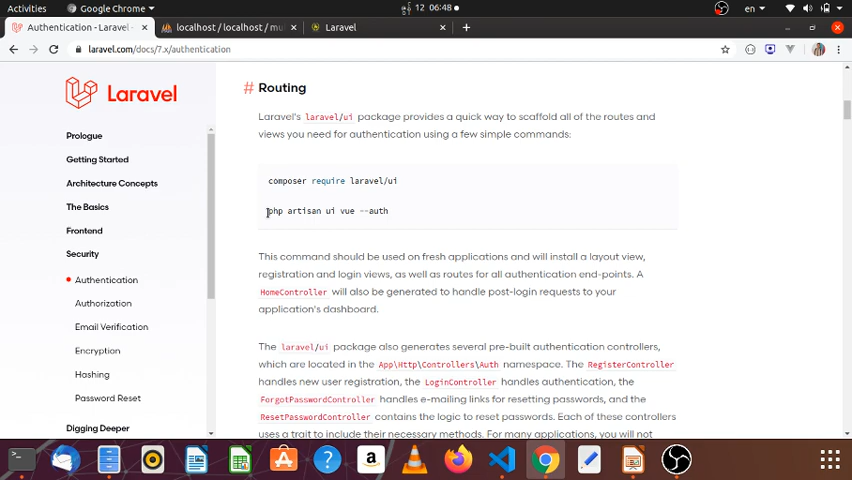 Activities
Google Chrome
12 06:48
en
Authentication - Larave
localhost / localhost / mu
Laravel
laravel.com/docs/7.x/authentication
Laravel
Prologue
Getting Started
Architecture Concepts
The Basics
Frontend
Security
Authentication
Authorization
Email Verification
Encryption
Hashing
Password Reset
Digging Deeper
# Routing
Laravel's laravel/ui package provides a quick way to scaffold all of the routes and
views you need for authentication using a few simple commands:
composer require laravel/ui
php artisan ui vue --auth
This command should be used on fresh applications and will install a layout view,
registration and login views, as well as routes for all authentication end-points. A
HomeController will also be generated to handle post-login requests to your
application's dashboard.
The laravel/ui package also generates several pre-built authentication controllers,
which are located in the App\Http\Controllers\Auth namespace. The RegisterController
handles new user registration, the LoginController handles authentication, the
ForgotPasswordController handles e-mailing links for resetting passwords, and the
ResetPasswordController contains the logic to reset passwords. Each of these controllers
uses a trait to include their necessary methods. For many applications, you will not